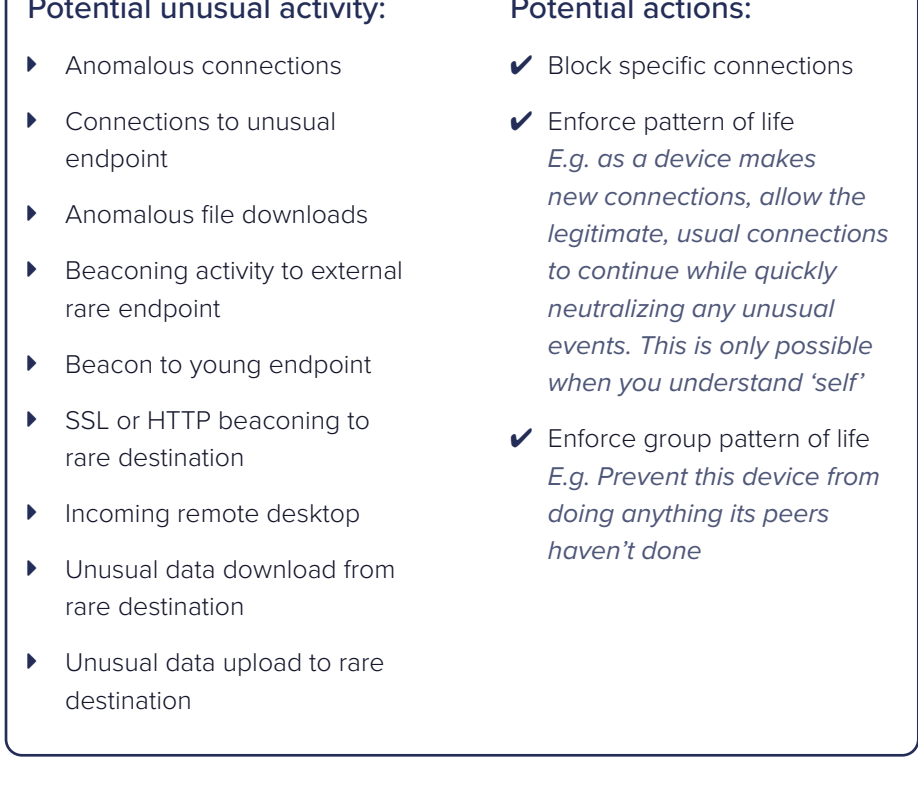 Potential unusual activity:
Anomalous connections
Connections to unusual
endpoint
Anomalous file downloads
Beaconing activity to external
rare endpoint
Beacon to young endpoint
SSL or HTTP beaconing to
rare destination
Incoming remote desktop
Unusual data download from
rare destination
Unusual data upload to rare
destination
Potential actions:
✔ Block specific connections
✔ Enforce pattern of life
E.g. as a device makes
new connections, allow the
legitimate, usual connections
to continue while quickly
neutralizing any unusual
events. This is only possible
when you understand ‘self’
✔ Enforce group pattern of life
E.g. Prevent this device from
doing anything its peers
haven’t done